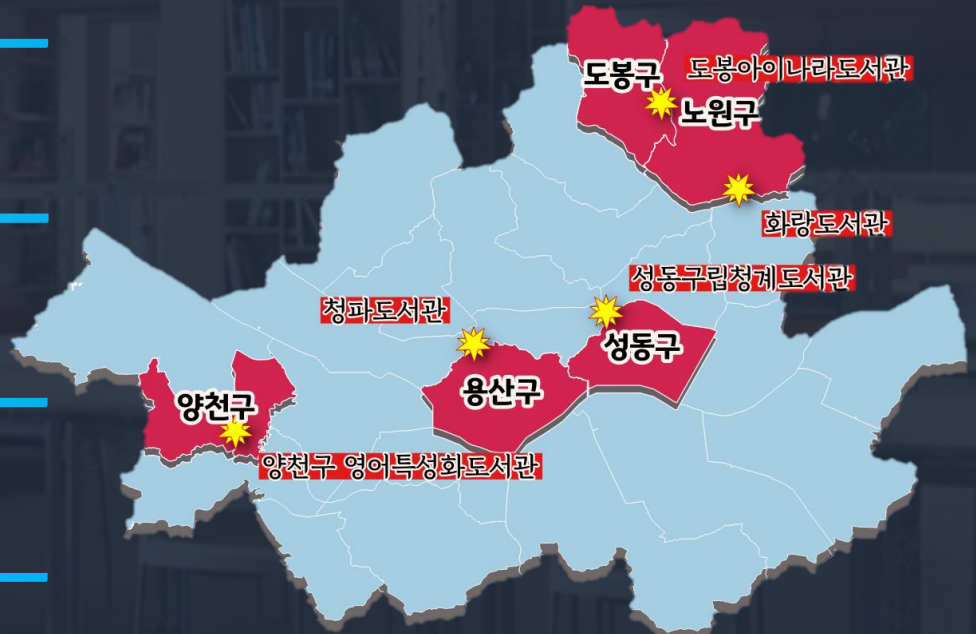 도봉구
도봉아이나라도서관
노원구
화랑도서관
성동구립청계도서관
청파도서관
성동구
용산구
양천구
양천구 영어특성화도서관